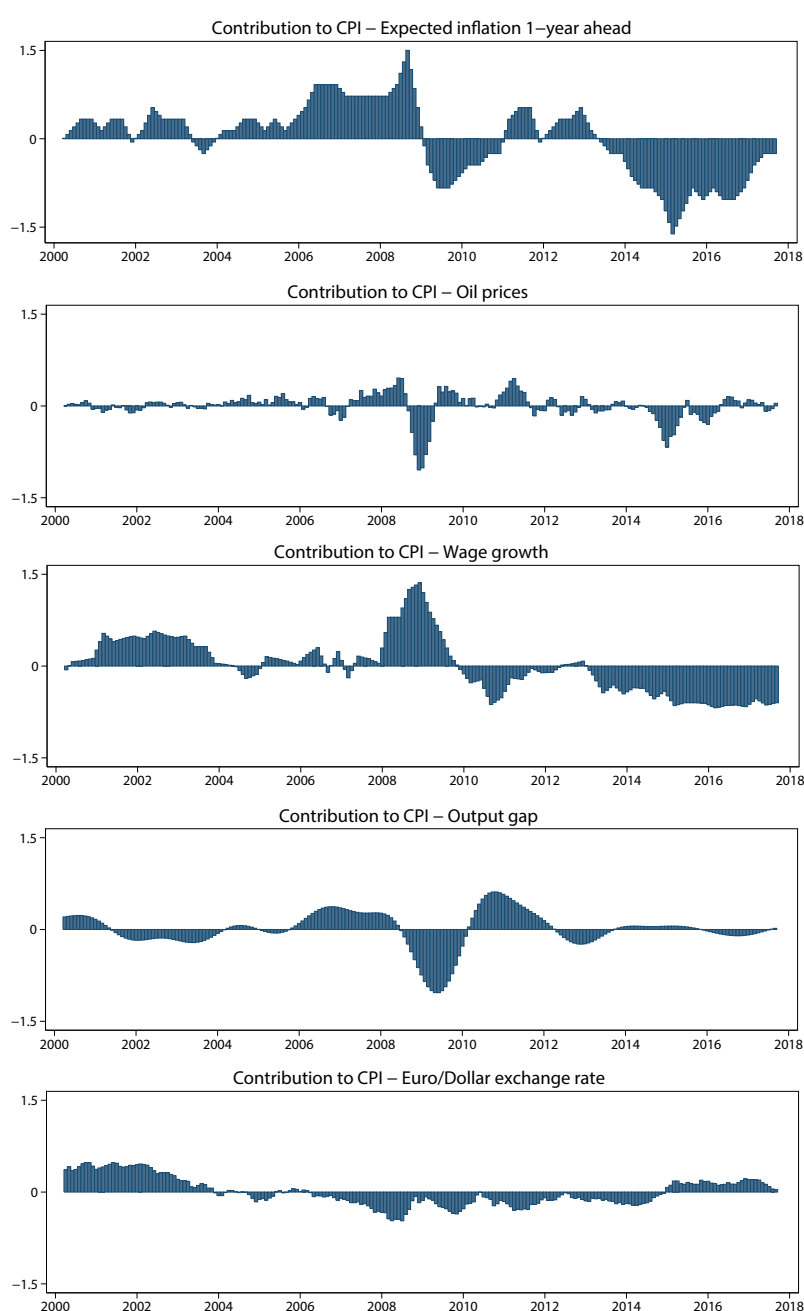 Contribution to CPI – Expected inflation 1–year ahead
1.5
0
–1.5
2000 2002 2004 2006 2008 2010 2012 2014 2016 2018
Contribution to CPI – Oil prices
1.5
0
–1.5
2000 2002 2004 2006 2008 2010 2012 2014 2016 2018
Contribution to CPI – Wage growth
1.5
0
–1.5
2000 2002 2004 2006 2008 2010 2012 2014 2016 2018
Contribution to CPI – Output gap
1.5
0
–1.5
2000 2002 2004 2006 2008 2010 2012 2014 2016 2018
Contribution to CPI – Euro/Dollar exchange rate
1.5
0
–1.5
2000 2002 2004 2006 2008 2010 2012 2014 2016 2018